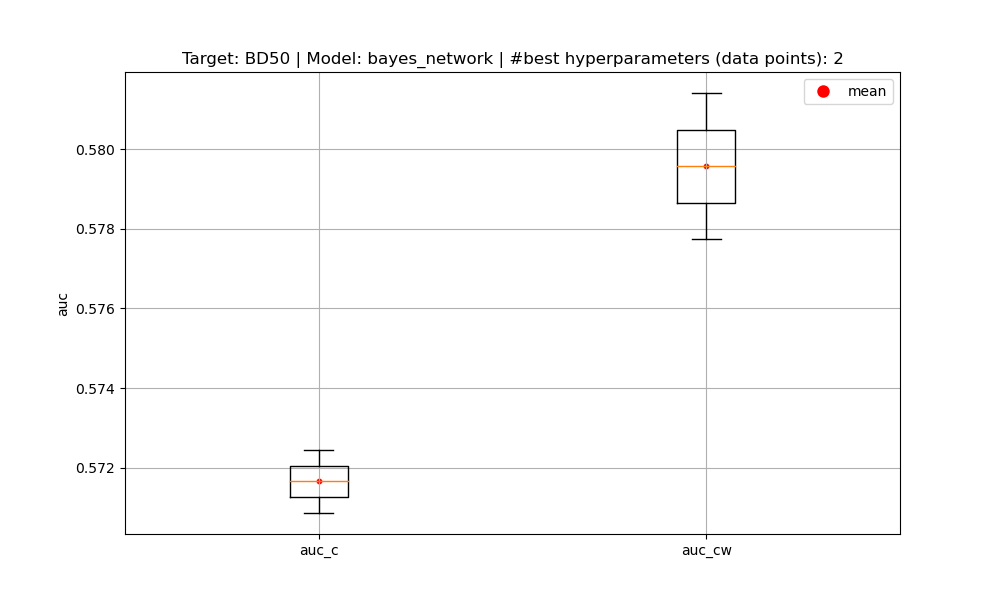 Target: BD50 | Model: bayes_network | #best hyperparameters (data points): 2
mean
0.580
0.578
0.576
0.574
0.572
auc
auc_c
auc_cw